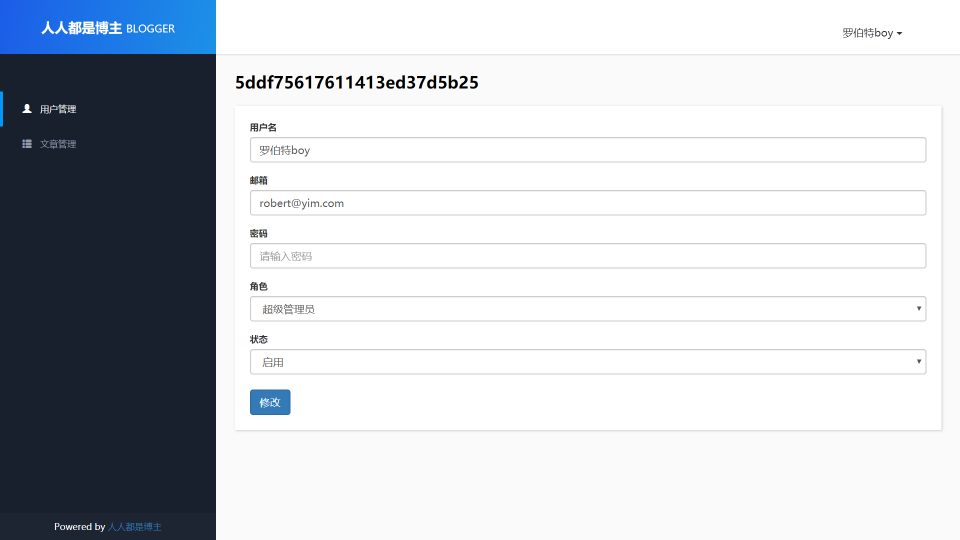 人人都是博主 BLOGGER
罗伯特boy
用户管理
文章管理
5ddf75617611413ed37d5b25
用户名
罗伯特boy
邮箱
robert@yim.com
密码
请输入密码
角色
超级管理员
状态
启用
修改
Powered by 人人都是博主